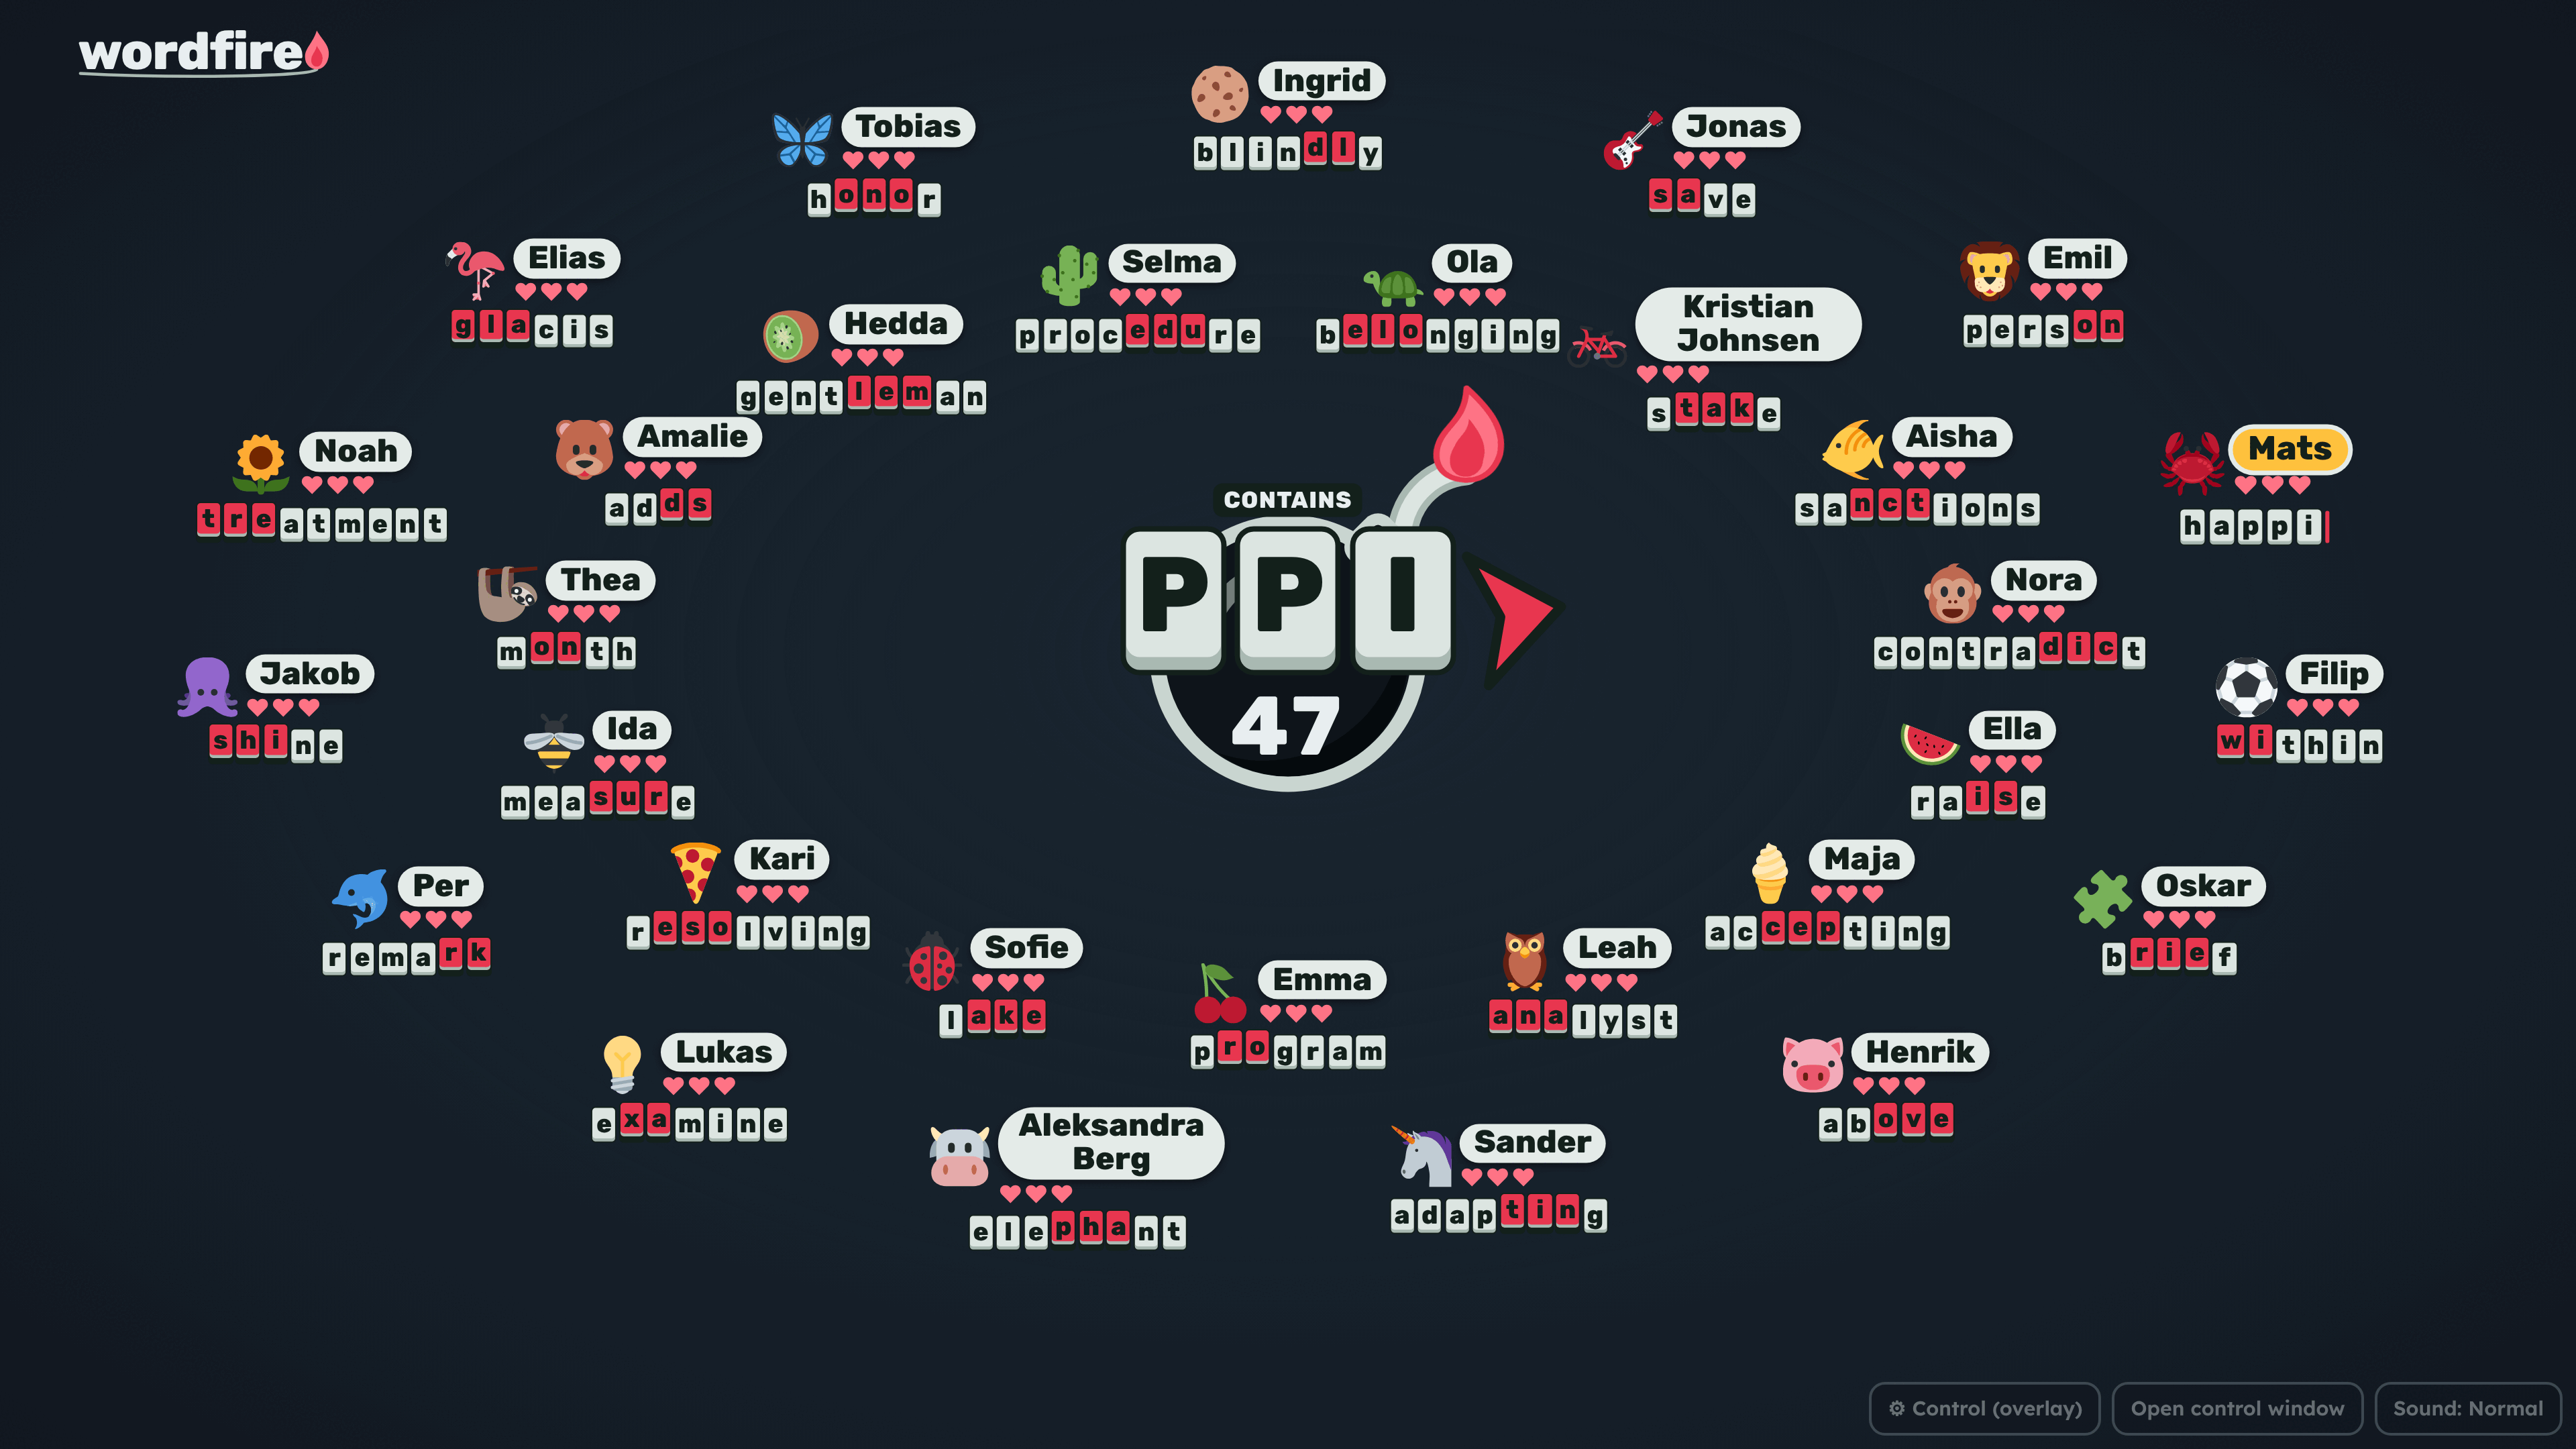 wordfire
Ingrid
blindly
Tobias
honor
Jonas
save
Elias
glacis
Selma
procedure
Ola
belonging
Emil
person
Hedda
gentleman
Kristian
Johnsen
stake
Noah
treatment
Amalie
adds
Aisha
sanctions
Mats
happi
CONTAINS
PPI
47
Thea
month
Nora
contradict
Jakob
shine
Filip
within
Ida
measure
Ella
raise
Kari
resolving
Maja
accepting
Per
remark
Oskar
brief
Sofie
lake
Emma
program
Leah
analyst
Lukas
examine
Henrik
above
Aleksandra
Berg
elephant
Sander
adapting
Control (overlay)
Open control window
Sound: Normal